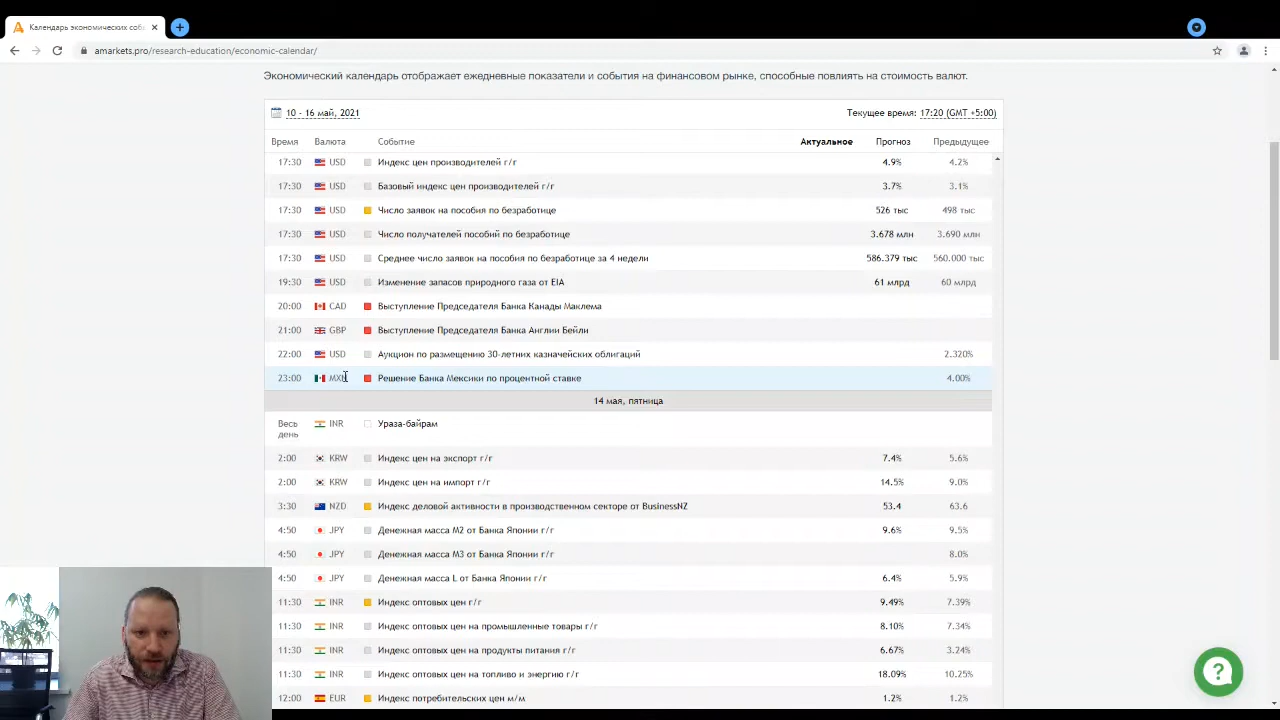 Календарь экономических соб
amarkets.pro/research-education/economic-calendar/
Экономический календарь отображает ежедневные показатели и события на финансовом рынке, способные повлиять на стоимость валют.
10 - 16 май, 2021 Текущее время: 17:20 (GMT +5:00)
Время Валюта Событие Актуальное Прогноз Предыдущее
17:30 USD Индекс цен производителей г/г 4.9% 4.2%
17:30 USD Базовый индекс цен производителей г/г 3.7% 3.1%
17:30 USD Число заявок на пособия по безработице 526 тыс 498 тыс
17:30 USD Число получателей пособий по безработице 3.678 млн 3.690 млн
17:30 USD Среднее число заявок на пособия по безработице за 4 недели 586.379 тыс 560.000 тыс
19:30 USD Изменение запасов природного газа от EIA 61 млрд 60 млрд
20:00 CAD Выступление Председателя Банка Канады Маклема
21:00 GBP Выступление Председателя Банка Англии Бейли
22:00 USD Аукцион по размещению 30-летних казначейских облигаций 2.320%
23:00 MXN Решение Банка Мексики по процентной ставке 4.00%
14 мая, пятница
Весь день INR Ураза-байрам
2:00 KRW Индекс цен на экспорт г/г 7.4% 5.6%
2:00 KRW Индекс цен на импорт г/г 14.5% 9.0%
3:30 NZD Индекс деловой активности в производственном секторе от BusinessNZ 53.4 63.6
4:50 JPY Денежная масса M2 от Банка Японии г/г 9.6% 9.5%
4:50 JPY Денежная масса M3 от Банка Японии г/г 8.0%
4:50 JPY Денежная масса L от Банка Японии г/г 6.4% 5.9%
11:30 INR Индекс оптовых цен г/г 9.49% 7.39%
11:30 INR Индекс оптовых цен на промышленные товары г/г 8.10% 7.34%
11:30 INR Индекс оптовых цен на продукты питания г/г 6.67% 3.24%
11:30 INR Индекс оптовых цен на топливо и энергию г/г 18.09% 10.25%
12:00 EUR Индекс потребительских цен м/м 1.2% 1.2%